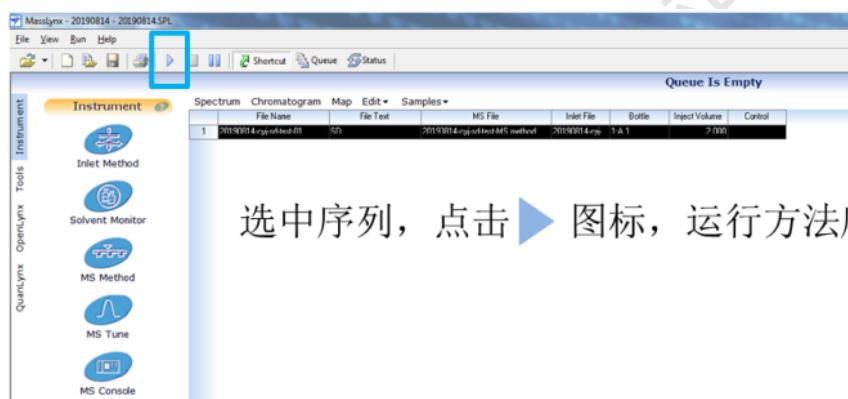 MassLynx - 20190814 - 20190814.SPL
File View Run Help
Shortcut Queue Status
Queue Is Empty
Instrument
Tools
OpenLynx
QuanLynx
Instrument
Inlet Method
Solvent Monitor
MS Method
MS Tune
MS Console
Spectrum Chromatogram Map Edit Samples
File Name File Text MS File Inlet File Bottle Inject Volume Control
1 SD 1:A,1 2.000
选中序列，点击 图标，运行方法